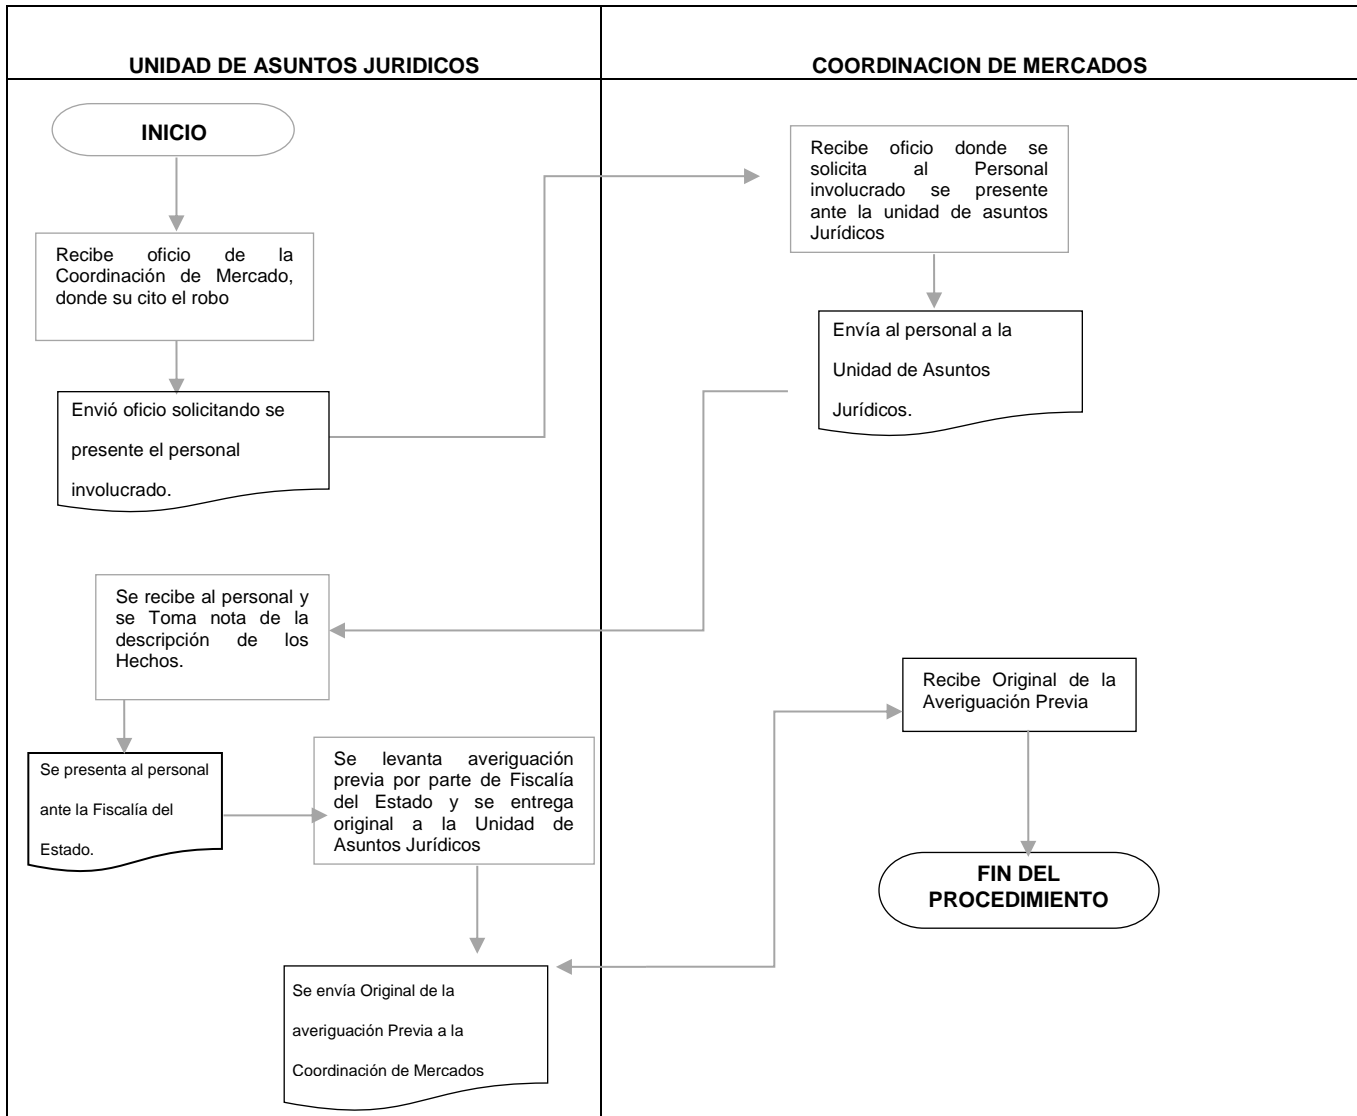 UNIDAD DE ASUNTOS JURIDICOS
COORDINACION DE MERCADOS
INICIO
Recibe oficio de la
Coordinación de Mercado,
donde su cito el robo
Envió oficio solicitando se
presente el personal
involucrado.
Recibe oficio donde se
solicita al Personal
involucrado se presente
ante la unidad de asuntos
Jurídicos
Envía al personal a la
Unidad de Asuntos
Jurídicos.
Se recibe al personal y
se Toma nota de la
descripción de los
Hechos.
Se presenta al personal
ante la Fiscalía del
Estado.
Se levanta averiguación
previa por parte de Fiscalía
del Estado y se entrega
original a la Unidad de
Asuntos Jurídicos
Se envía Original de la
averiguación Previa a la
Coordinación de Mercados
Recibe Original de la
Averiguación Previa
FIN DEL
PROCEDIMIENTO